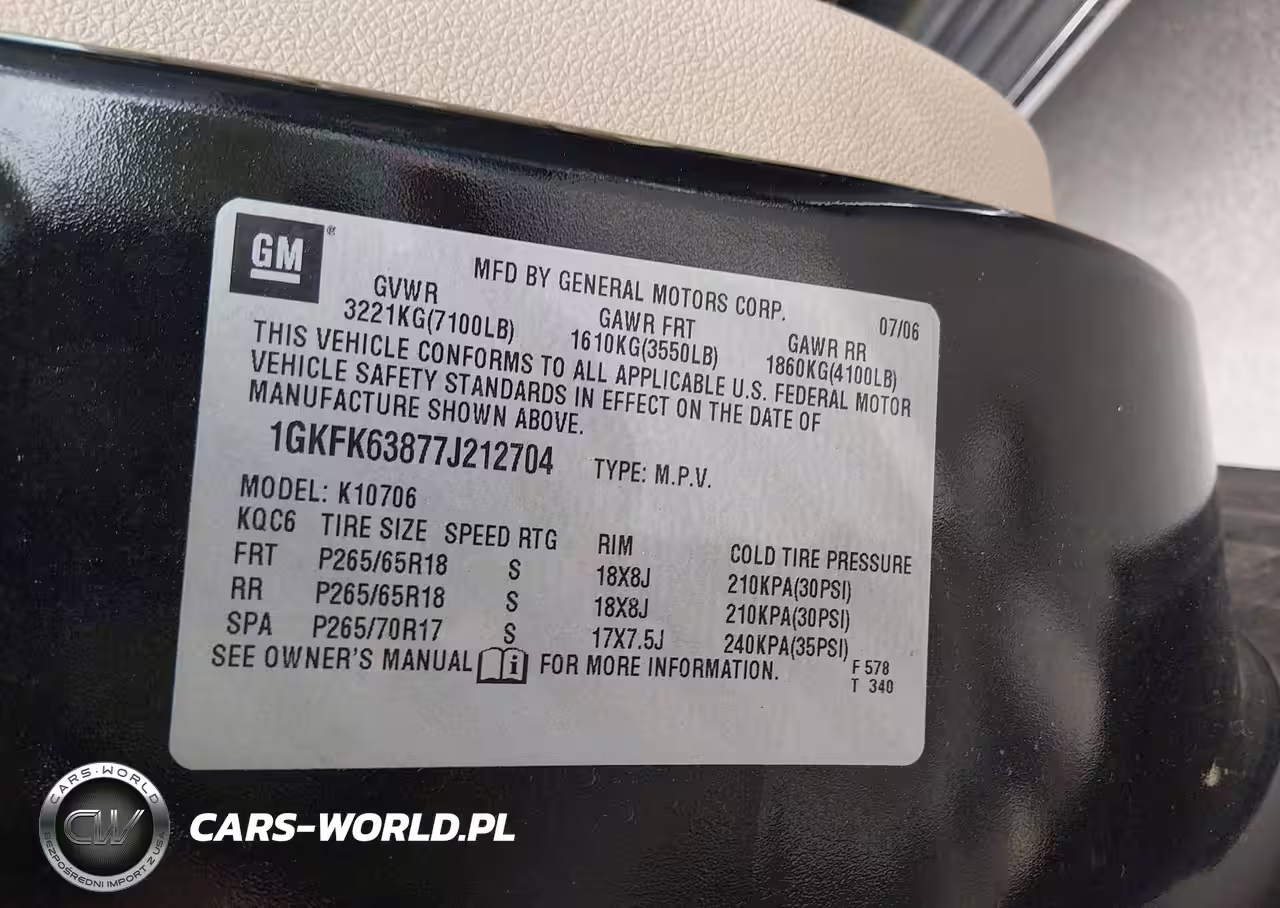 GM ®
MFD BY GENERAL MOTORS CORP.
07/06
GVWR GAWR FRT GAWR RR
3221KG(7100LB) 1610KG(3550LB) 1860KG(4100LB)
THIS VEHICLE CONFORMS TO ALL APPLICABLE U.S. FEDERAL MOTOR
VEHICLE SAFETY STANDARDS IN EFFECT ON THE DATE OF
MANUFACTURE SHOWN ABOVE.
1GKFK63877J212704 TYPE: M.P.V.
MODEL: K10706
KQC6 TIRE SIZE SPEED RTG RIM COLD TIRE PRESSURE
FRT P265/65R18 S 18X8J 210KPA(30PSI)
RR P265/65R18 S 18X8J 210KPA(30PSI)
SPA P265/70R17 S 17X7.5J 240KPA(35PSI)
SEE OWNER'S MANUAL FOR MORE INFORMATION.
F 578
T 340
CARS-WORLD
CW
BEZPOŚREDNI IMPORT Z USA
CARS-WORLD.PL